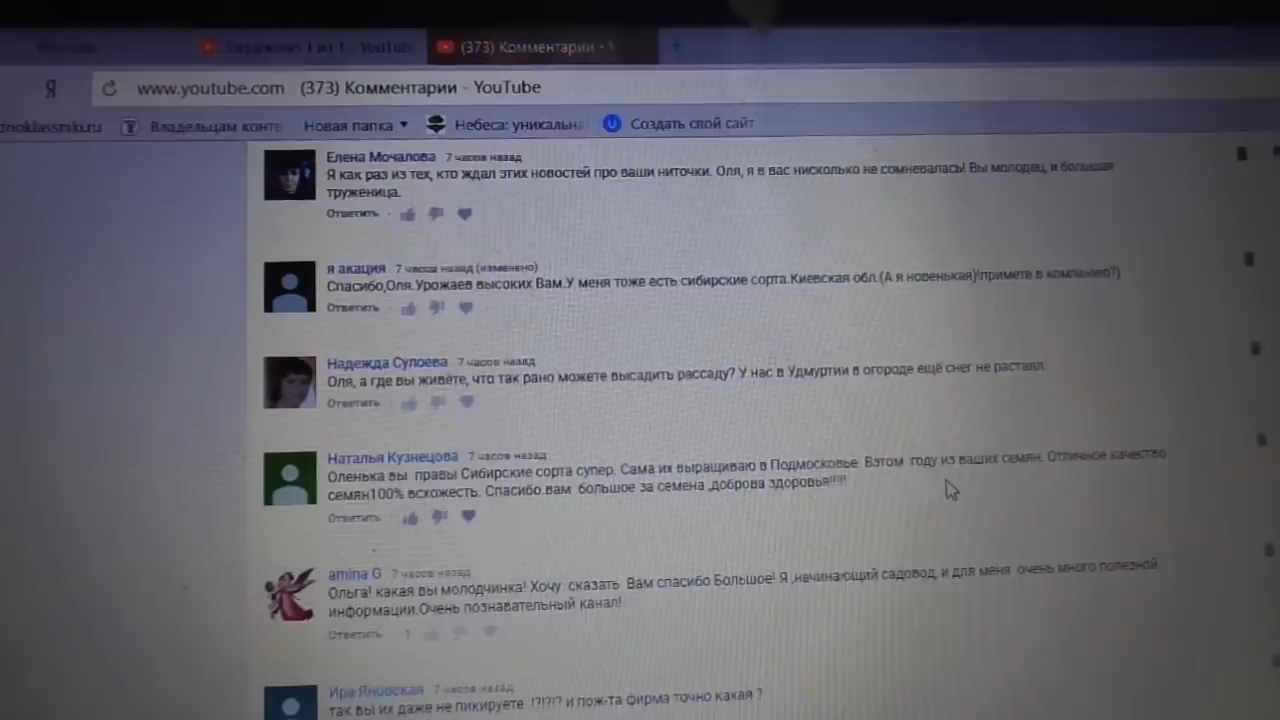 (373) Комментарии -
+
Я www.youtube.com (373) Комментарии - YouTube
dnoklassniki.ru Владельцам конте Новая папка Небеса: уникальна Создать свой сайт
Елена Мочалова 7 часов назад
Я как раз из тех, кто ждал этих новостей про ваши ниточки. Оля, я в вас нисколько не сомневалась! Вы молодец, и большая
труженица.
Ответить
я акация 7 часов назад (изменено)
Спасибо,Оля.Урожаев высоких Вам.У меня тоже есть сибирские сорта.Киевская обл.(А я новенькая)!примете в компанию?)
Ответить
Надежда Сулоева 7 часов назад
Оля, а где вы живёте, что так рано можете высадить рассаду? У нас в Удмуртии в огороде ещё снег не растаял.
Ответить
Наталья Кузнецова 7 часов назад
Оленька вы правы Сибирские сорта супер. Сама их выращиваю в Подмосковье. Вэтом году из ваших семян. Отличное качество
семян100% всхожесть. Спасибо.вам большое за семена ,доброва здоровья!!!!!
Ответить
amina G 7 часов назад
Ольга! какая вы молодчинка! Хочу сказать Вам спасибо Большое! Я ,начинающий садовод, и для меня очень много полезной
информации.Очень познавательный канал!
Ответить 1
Ира Яновская 7 часов назад
так вы их даже не пикируете !?!?!? и пож-та фирма точно какая ?